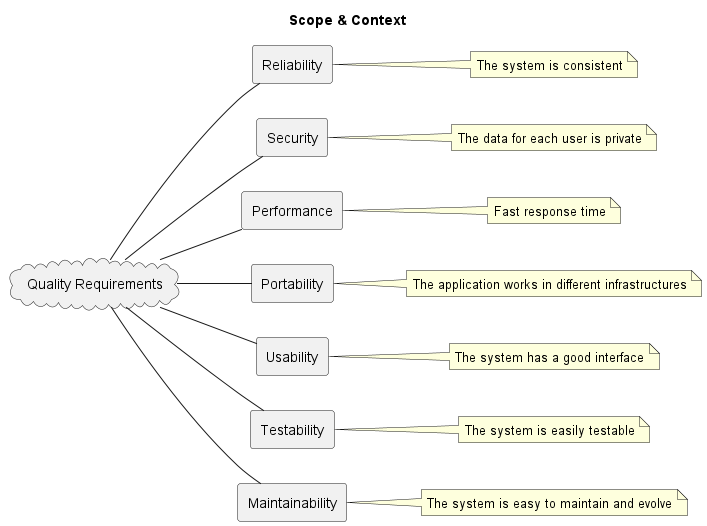 Scope & Context
Reliability
The system is consistent
Security
The data for each user is private
Performance
Fast response time
Quality Requirements
Portability
The application works in different infrastructures
Usability
The system has a good interface
Testability
The system is easily testable
Maintainability
The system is easy to maintain and evolve